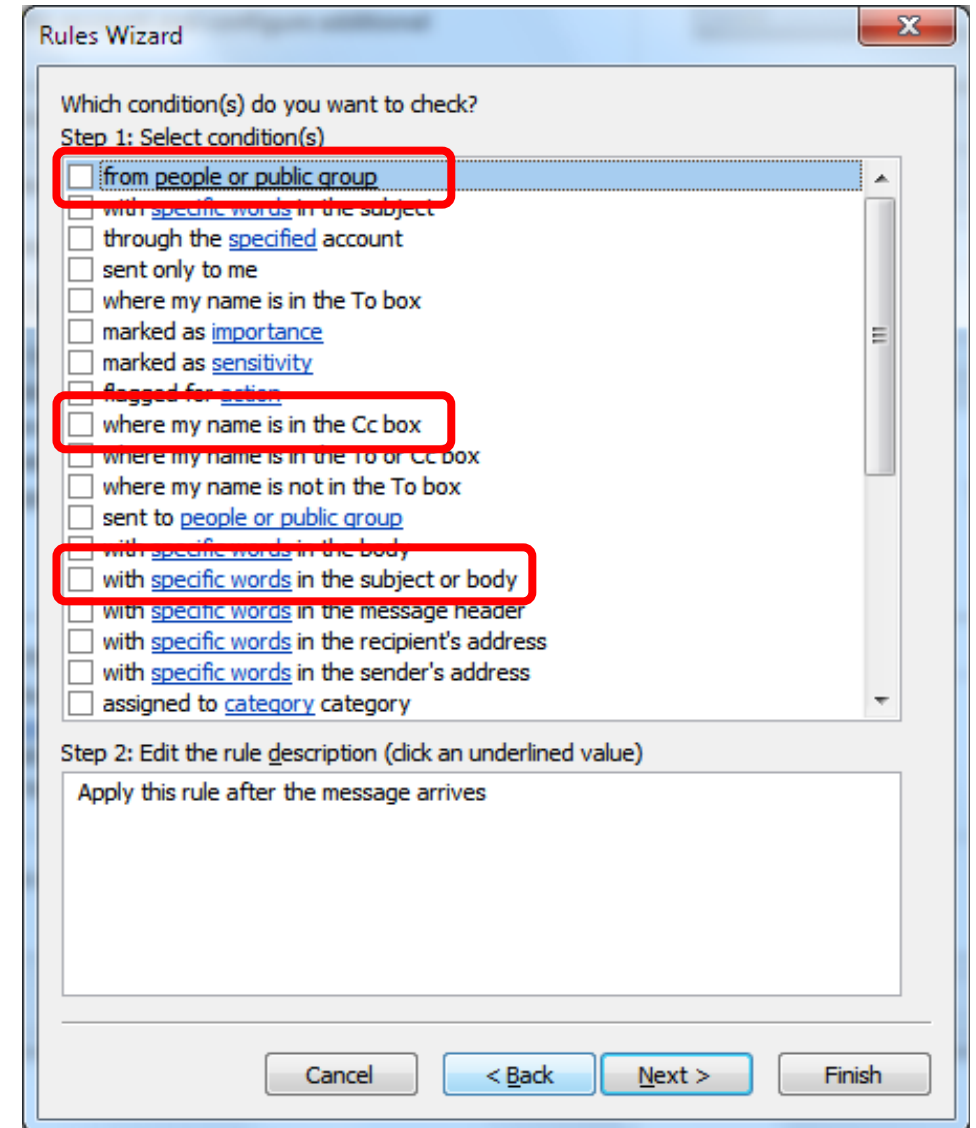 Rules Wizard
Which condition(s) do you want to check?
Step 1: Select condition(s)
from people or public group
with specific words in the subject
through the specified account
sent only to me
where my name is in the To box
marked as importance
marked as sensitivity
flagged for action
where my name is in the Cc box
where my name is in the To or Cc box
where my name is not in the To box
sent to people or public group
with specific words in the body
with specific words in the subject or body
with specific words in the message header
with specific words in the recipient's address
with specific words in the sender's address
assigned to category category
Step 2: Edit the rule description (click an underlined value)
Apply this rule after the message arrives
Cancel < Back Next > Finish